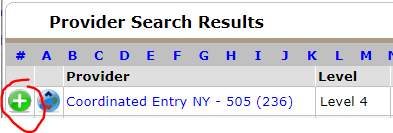 Provider Search Results
# A B C D E F G H I J K L M
Provider Level
Coordinated Entry NY - 505 (236) Level 4